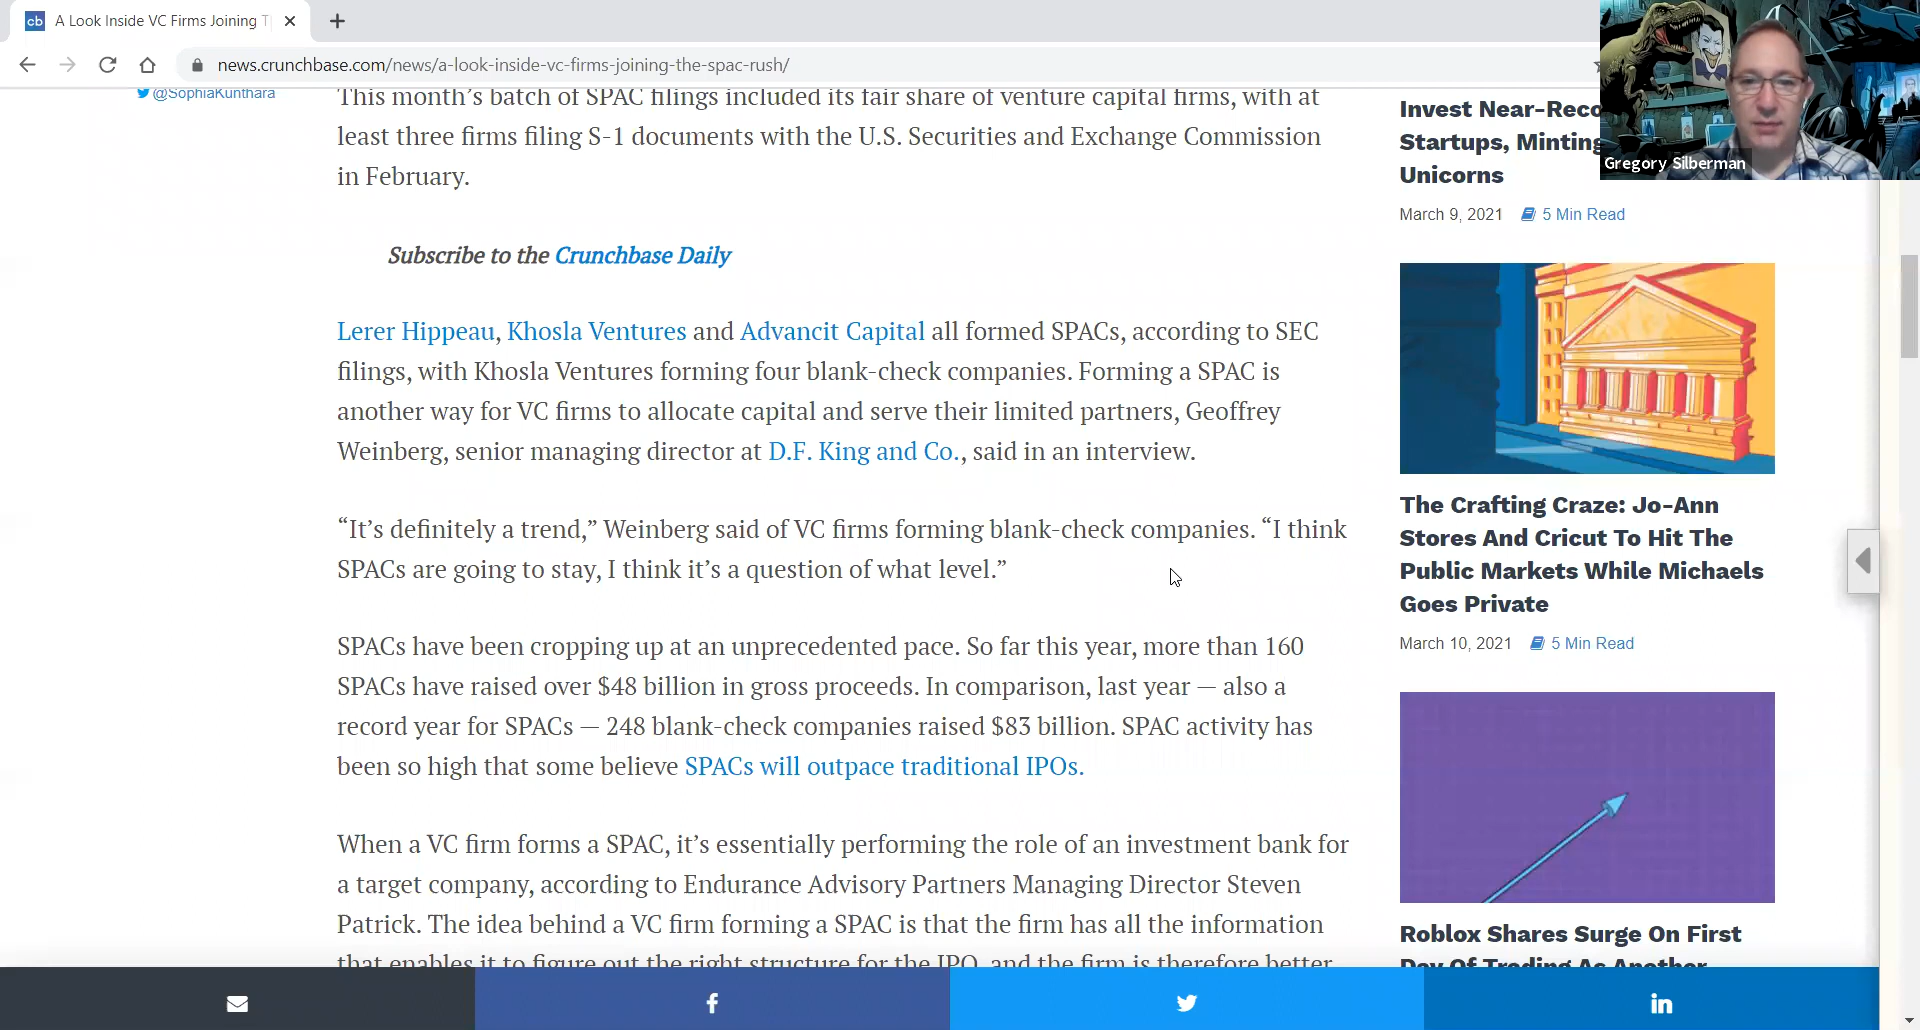 A Look Inside VC Firms Joining T
news.crunchbase.com/news/a-look-inside-vc-firms-joining-the-spac-rush/
@SophiaKunthara
This month's batch of SPAC filings included its fair share of venture capital firms, with at
least three firms filing S-1 documents with the U.S. Securities and Exchange Commission
in February.
Subscribe to the Crunchbase Daily
Lerer Hippeau, Khosla Ventures and Advancit Capital all formed SPACs, according to SEC
filings, with Khosla Ventures forming four blank-check companies. Forming a SPAC is
another way for VC firms to allocate capital and serve their limited partners, Geoffrey
Weinberg, senior managing director at D.F. King and Co., said in an interview.
“It’s definitely a trend,” Weinberg said of VC firms forming blank-check companies. “I think
SPACs are going to stay, I think it’s a question of what level.”
SPACs have been cropping up at an unprecedented pace. So far this year, more than 160
SPACs have raised over $48 billion in gross proceeds. In comparison, last year — also a
record year for SPACs — 248 blank-check companies raised $83 billion. SPAC activity has
been so high that some believe SPACs will outpace traditional IPOs.
When a VC firm forms a SPAC, it’s essentially performing the role of an investment bank for
a target company, according to Endurance Advisory Partners Managing Director Steven
Patrick. The idea behind a VC firm forming a SPAC is that the firm has all the information
that enables it to figure out the right structure for the IPO, and the firm is therefore better
Invest Near-Reco
Startups, Minting
Unicorns
March 9, 2021 5 Min Read
The Crafting Craze: Jo-Ann
Stores And Cricut To Hit The
Public Markets While Michaels
Goes Private
March 10, 2021 5 Min Read
Roblox Shares Surge On First
Day Of Trading As Another
Gregory Silberman
cb
f
in